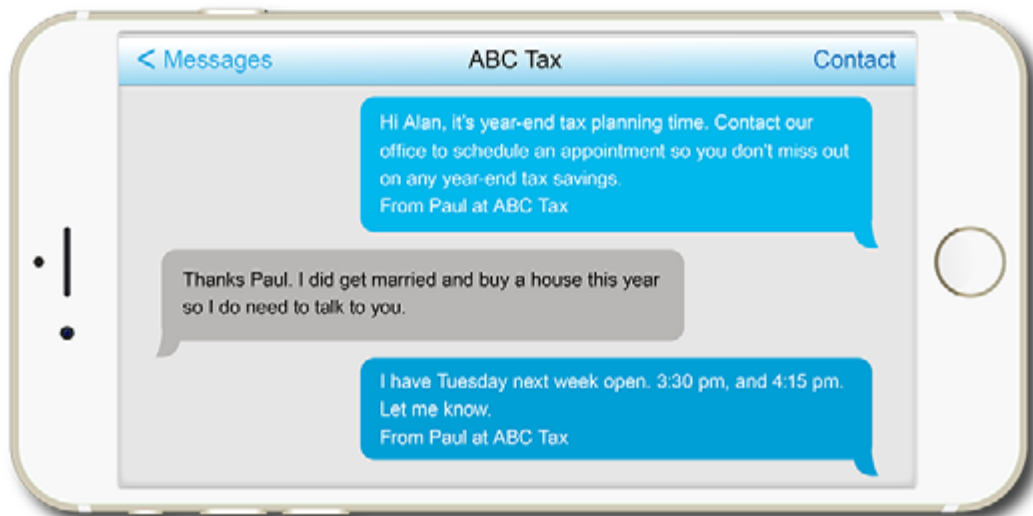 < Messages ABC Tax Contact
Hi Alan, it's year-end tax planning time. Contact our
office to schedule an appointment so you don't miss out
on any year-end tax savings.
From Paul at ABC Tax
Thanks Paul. I did get married and buy a house this year
so I do need to talk to you.
I have Tuesday next week open. 3:30 pm, and 4:15 pm.
Let me know.
From Paul at ABC Tax